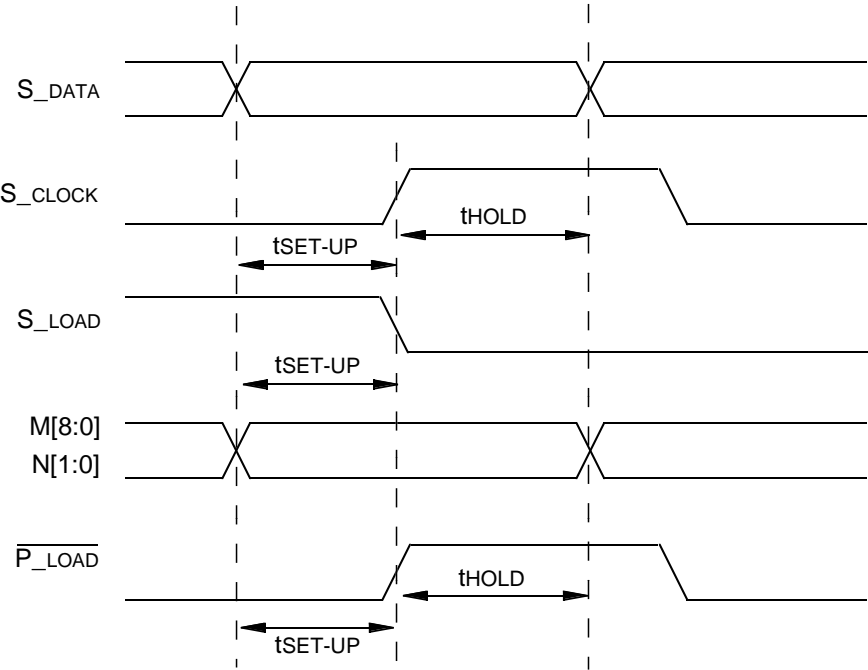 S_DATA
S_CLOCK
tHOLD
tSET-UP
S_LOAD
tSET-UP
M[8:0]
N[1:0]
P_LOAD
tHOLD
tSET-UP